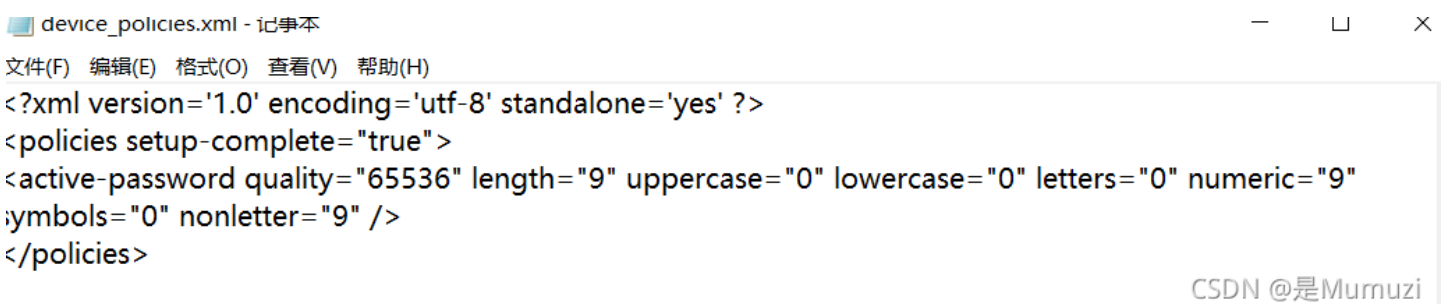 device_policies.xml - 记事本
文件(F) 编辑(E) 格式(O) 查看(V) 帮助(H)
<?xml version='1.0' encoding='utf-8' standalone='yes' ?>
<policies setup-complete="true">
<active-password quality="65536" length="9" uppercase="0" lowercase="0" letters="0" numeric="9"
symbols="0" nonletter="9" />
</policies>
CSDN @是Mumuzi